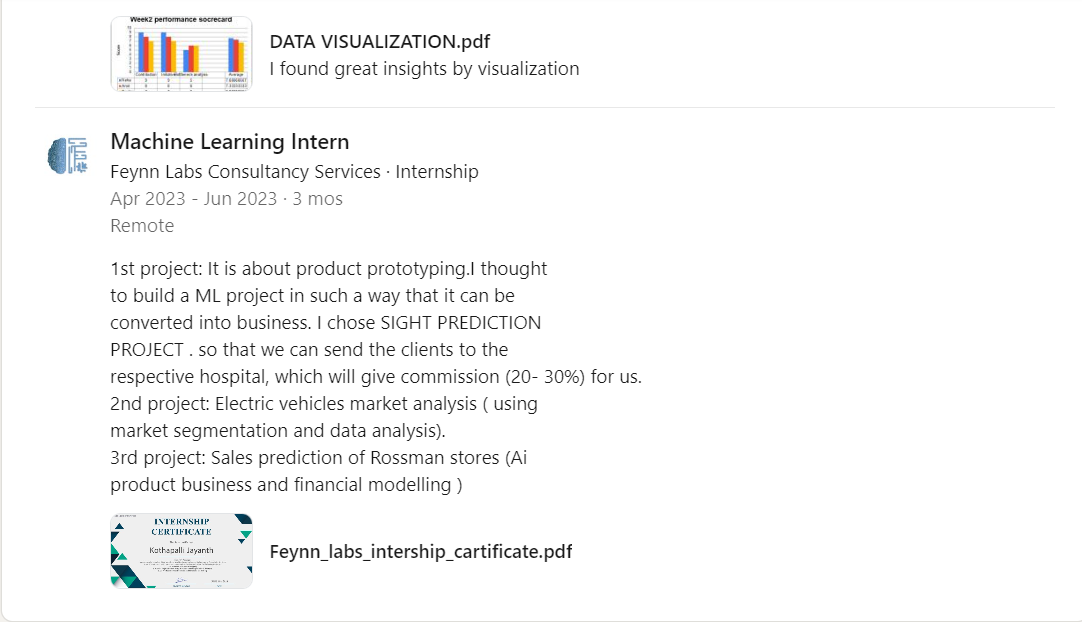 Week2 performance socrecard
DATA VISUALIZATION.pdf
I found great insights by visualization
Machine Learning Intern
Feynn Labs Consultancy Services · Internship
Apr 2023 - Jun 2023 · 3 mos
Remote
1st project: It is about product prototyping.I thought
to build a ML project in such a way that it can be
converted into business. I chose SIGHT PREDICTION
PROJECT . so that we can send the clients to the
respective hospital, which will give commission (20- 30%) for us.
2nd project: Electric vehicles market analysis ( using
market segmentation and data analysis).
3rd project: Sales prediction of Rossman stores (Ai
product business and financial modelling )
INTERNSHIP
CERTIFICATE
Kothapalli Jayanth
Feynn_labs_intership_cartificate.pdf